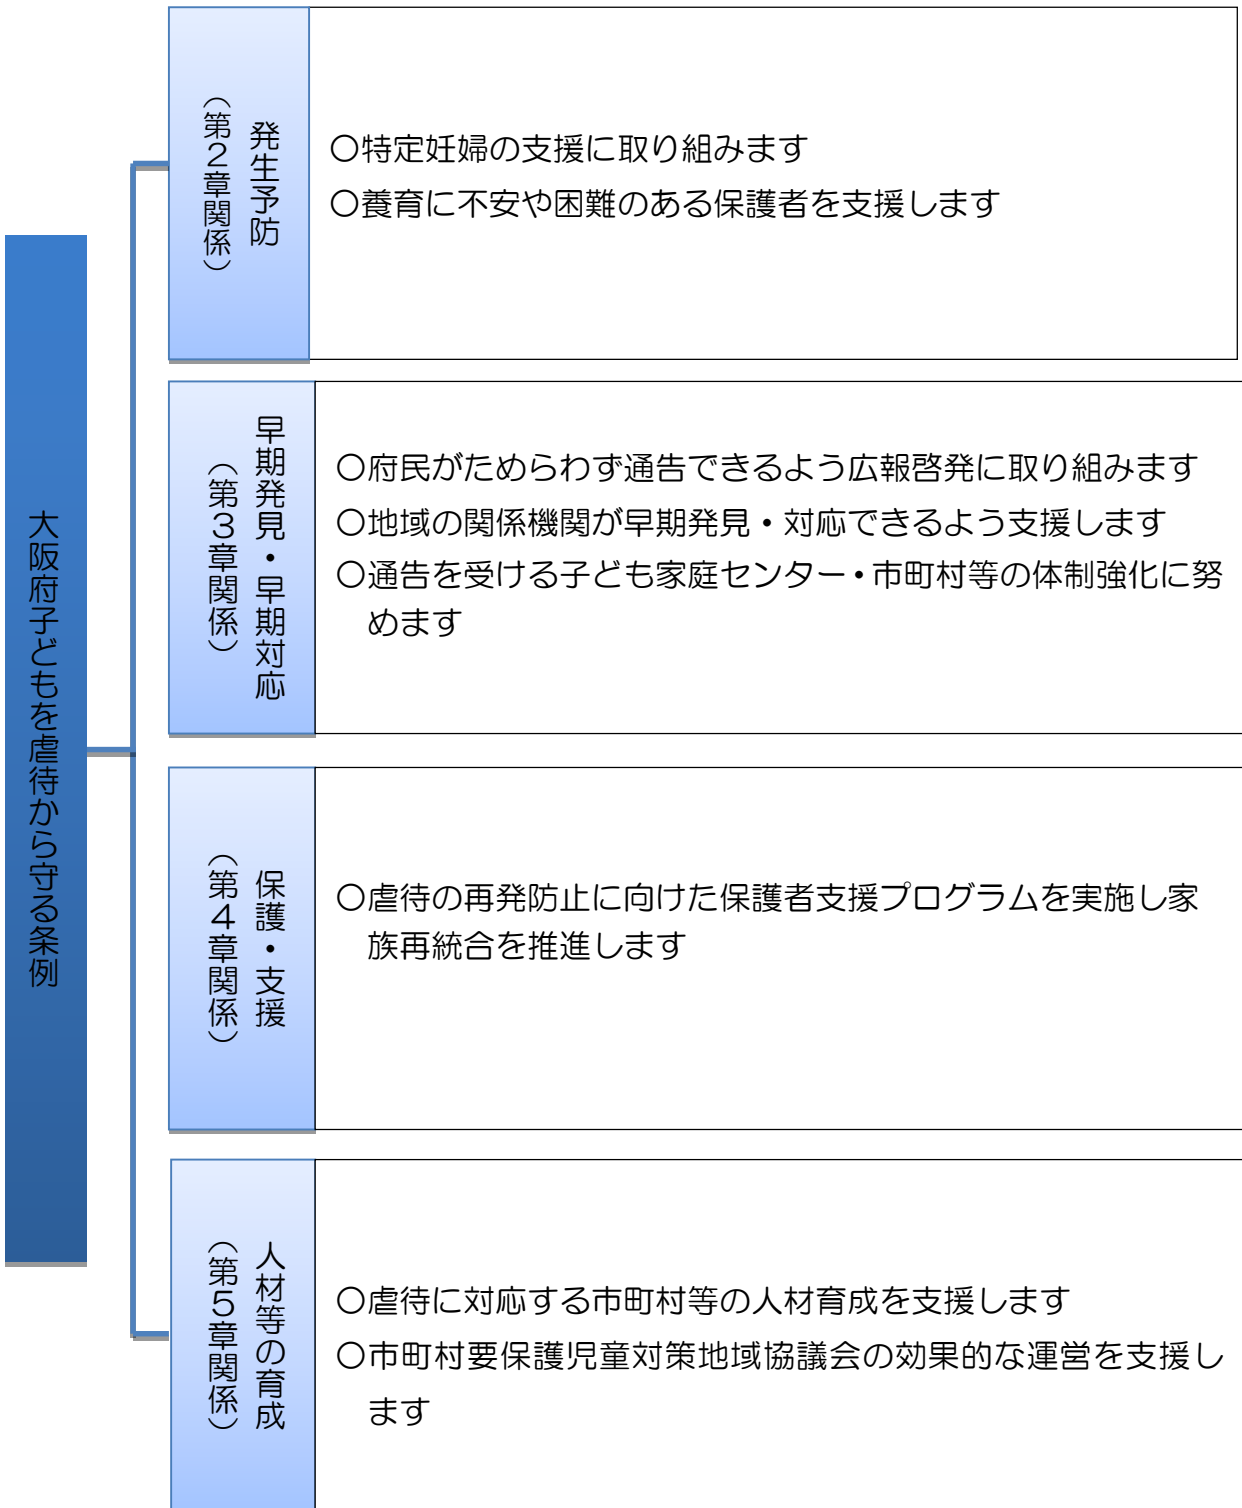 大阪府子どもを虐待から守る条例
発生予防
（第２章関係）
〇特定妊婦の支援に取り組みます
〇養育に不安や困難のある保護者を支援します
早期発見・早期対応
（第３章関係）
〇府民がためらわず通告できるよう広報啓発に取り組みます
〇地域の関係機関が早期発見・対応できるよう支援します
〇通告を受ける子ども家庭センター・市町村等の体制強化に努
めます
保護・支援
（第４章関係）
〇虐待の再発防止に向けた保護者支援プログラムを実施し家
族再統合を推進します
人材等の育成
（第５章関係）
〇虐待に対応する市町村等の人材育成を支援します
〇市町村要保護児童対策地域協議会の効果的な運営を支援し
ます